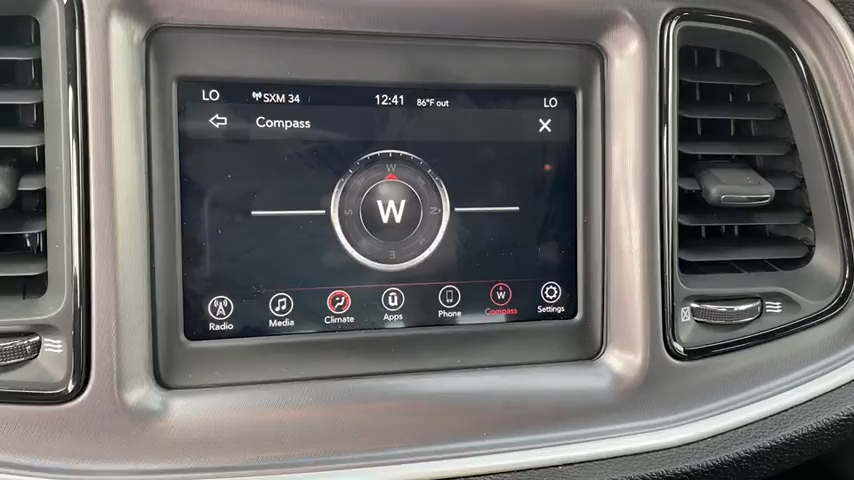 LO SXM 34 12:41 86°F out LO
Compass
W
S W N
E
Radio Media Climate Apps Phone W Compass Settings